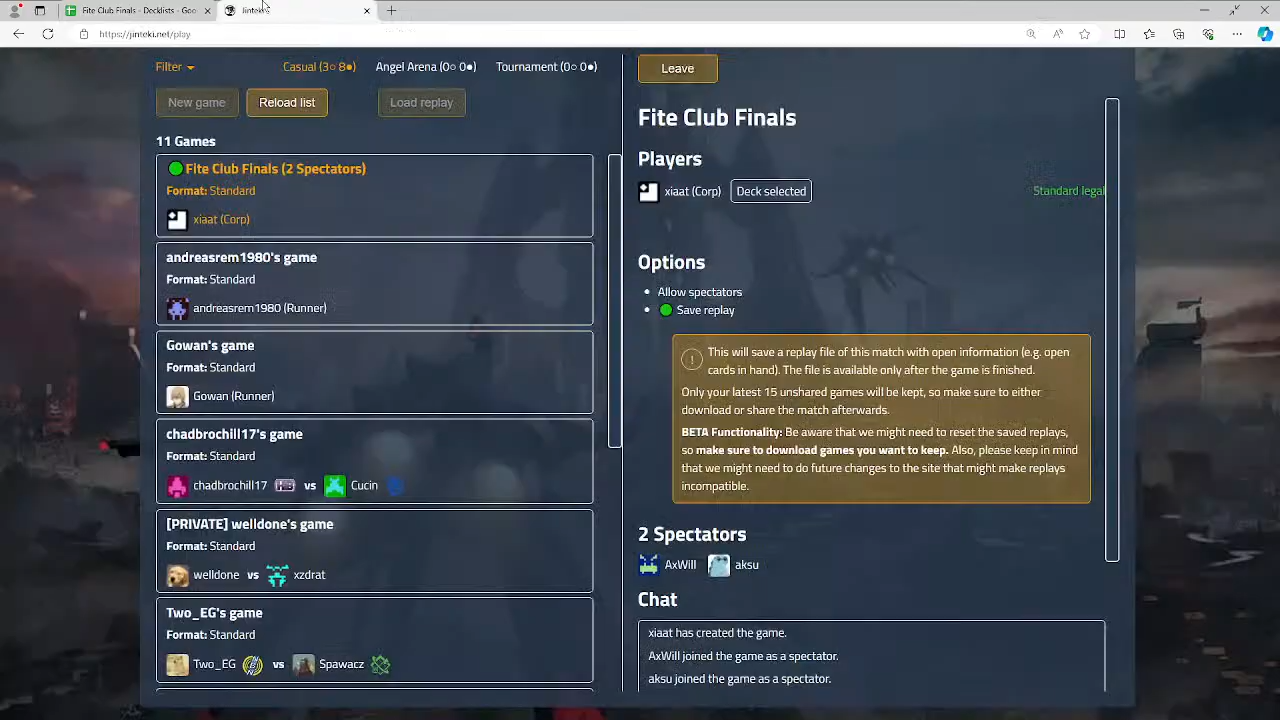 Fite Club Finals - Decklists - Goo
Jinteki
https://jinteki.net/play
Filter
Casual (3○ 8●)
Angel Arena (0○ 0●)
Tournament (0○ 0●)
New game
Reload list
Load replay
11 Games
Fite Club Finals (2 Spectators)
Format: Standard
xiaat (Corp)
andreasrem1980's game
Format: Standard
andreasrem1980 (Runner)
Gowan's game
Format: Standard
Gowan (Runner)
chadbrochill17's game
Format: Standard
chadbrochill17 vs Cucin
[PRIVATE] welldone's game
Format: Standard
welldone vs xzdrat
Two_EG's game
Format: Standard
Two_EG vs Spawacz
Leave
Fite Club Finals
Players
xiaat (Corp) Deck selected
Standard legal
Options
Allow spectators
Save replay
This will save a replay file of this match with open information (e.g. open
cards in hand). The file is available only after the game is finished.
Only your latest 15 unshared games will be kept, so make sure to either
download or share the match afterwards.
BETA Functionality: Be aware that we might need to reset the saved replays,
so make sure to download games you want to keep. Also, please keep in mind
that we might need to do future changes to the site that might make replays
incompatible.
2 Spectators
AxWill aksu
Chat
xiaat has created the game.
AxWill joined the game as a spectator.
aksu joined the game as a spectator.